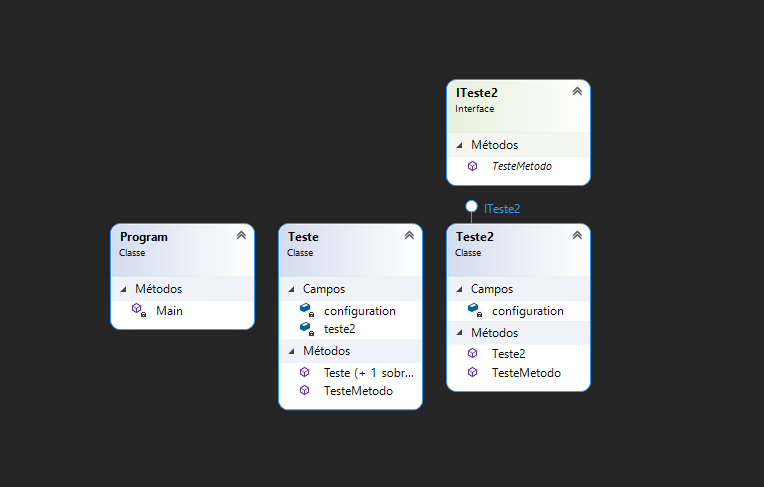 ITeste2
Interface
Métodos
TesteMetodo
ITeste2
Program
Classe
Métodos
Main
Teste
Classe
Campos
configuration
teste2
Métodos
Teste (+ 1 sobr...
TesteMetodo
Teste2
Classe
Campos
configuration
Métodos
Teste2
TesteMetodo